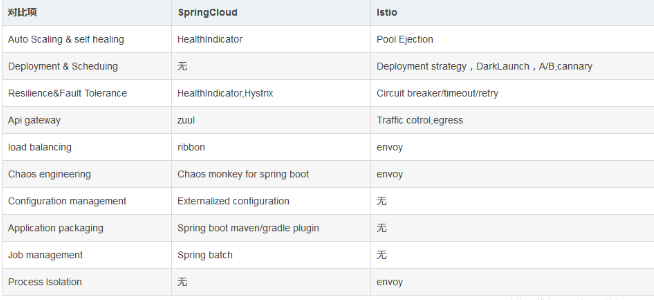 对比项 SpringCloud Istio
Auto Scaling & self healing HealthIndicator Pool Ejection
Deployment & Scheduing 无 Deployment strategy，DarkLaunch，A/B,cannary
Resilience&Fault Tolerance HealthIndicator,Hystrix Circuit breaker/timeout/retry
Api gateway zuul Traffic cotrol,egress
load balancing ribbon envoy
Chaos engineering Chaos monkey for spring boot envoy
Configuration management Externalized configuration 无
Application packaging Spring boot maven/gradle plugin 无
Job management Spring batch 无
Process Isolation 无 envoy